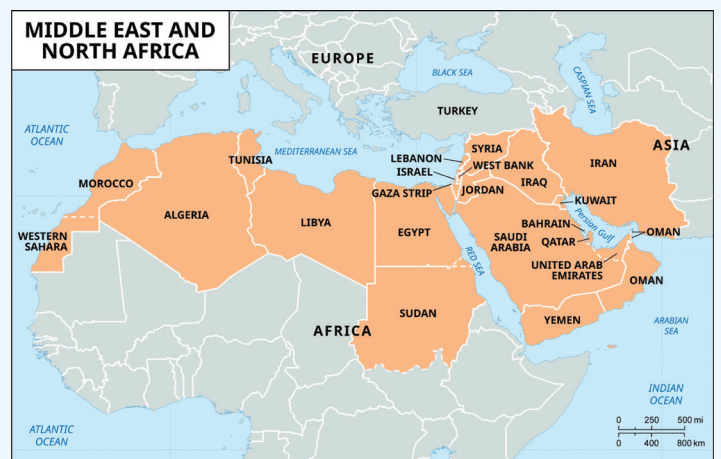 MIDDLE EAST AND
NORTH AFRICA
EUROPE
BLACK SEA
CASPIAN SEA
TURKEY
ATLANTIC
OCEAN
ASIA
MEDITERRANEAN SEA
TUNISIA
SYRIA
LEBANON
WEST BANK
IRAN
ISRAEL
MOROCCO
GAZA STRIP
JORDAN
IRAQ
KUWAIT
ALGERIA
LIBYA
EGYPT
BAHRAIN
Persian Gulf
OMAN
WESTERN
SAHARA
SAUDI
ARABIA
QATAR
RED SEA
UNITED ARAB
EMIRATES
OMAN
SUDAN
AFRICA
YEMEN
ARABIAN
SEA
INDIAN
OCEAN
ATLANTIC
OCEAN
0 250 500 mi
0 400 800 km